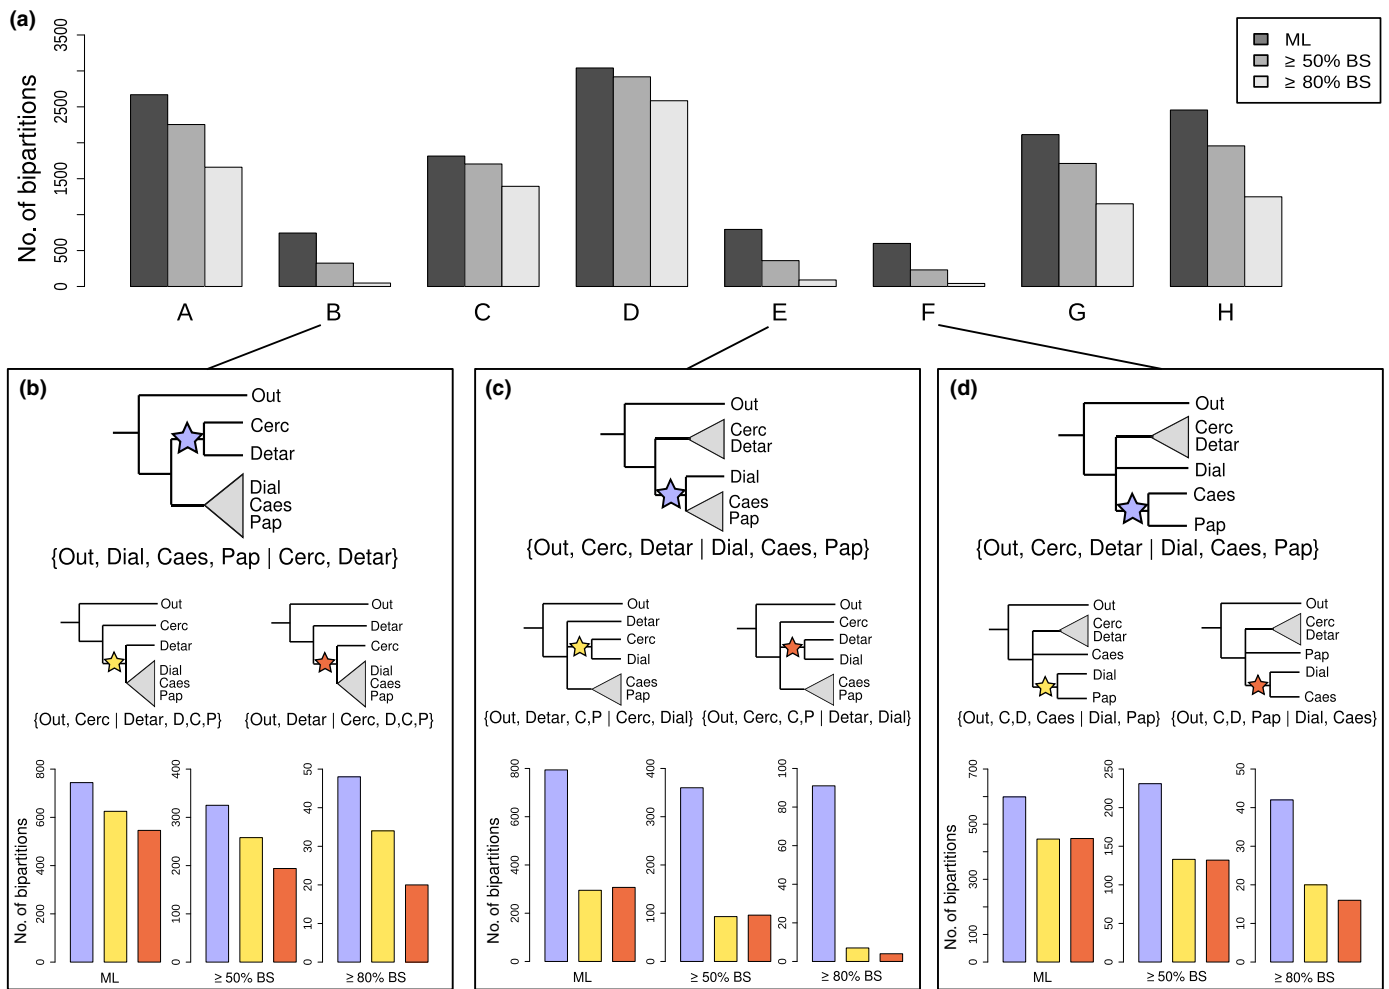 (a)
No. of bipartitions
0
500
1500
2500
3500
ML
≥ 50% BS
≥ 80% BS
A
B
C
D
E
F
G
H
(b)
Out
Cerc
Detar
Dial
Caes
Pap
{Out, Dial, Caes, Pap | Cerc, Detar}
Out
Cerc
Detar
Dial
Caes
Pap
{Out, Cerc | Detar, D,C,P}
Out
Detar
Cerc
Dial
Caes
Pap
{Out, Detar | Cerc, D,C,P}
No. of bipartitions
0
200
400
600
800
ML
0
100
200
300
400
≥ 50% BS
0
10
20
30
40
50
≥ 80% BS
(c)
Out
Cerc
Detar
Dial
Caes
Pap
{Out, Cerc, Detar | Dial, Caes, Pap}
Out
Detar
Cerc
Dial
Caes
Pap
{Out, Detar, C,P | Cerc, Dial}
Out
Cerc
Detar
Dial
Caes
Pap
{Out, Cerc, C,P | Detar, Dial}
No. of bipartitions
0
200
400
600
800
ML
0
100
200
300
400
≥ 50% BS
0
20
40
60
80
100
≥ 80% BS
(d)
Out
Cerc
Detar
Dial
Caes
Pap
{Out, Cerc, Detar | Dial, Caes, Pap}
Out
Cerc
Detar
Caes
Dial
Pap
{Out, C,D, Caes | Dial, Pap}
Out
Cerc
Detar
Pap
Dial
Caes
{Out, C,D, Pap | Dial, Caes}
No. of bipartitions
0
100
300
500
700
ML
0
50
100
150
200
250
≥ 50% BS
0
10
20
30
40
50
≥ 80% BS